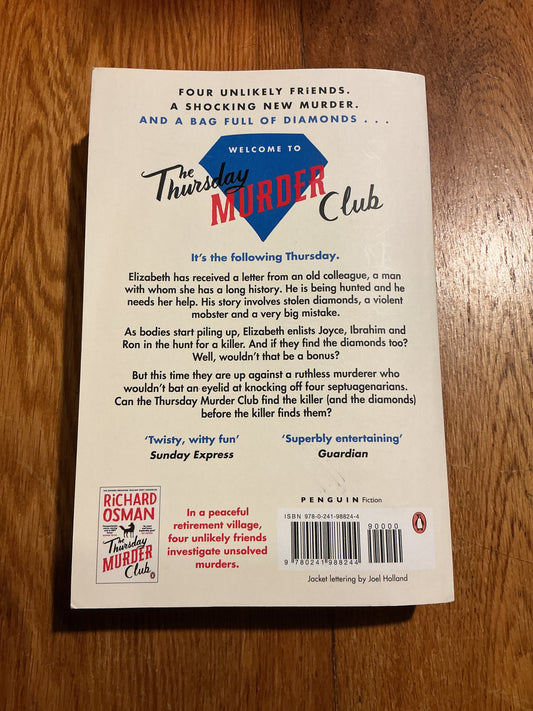 FOUR UNLIKELY FRIENDS.
A SHOCKING NEW MURDER.
AND A BAG FULL OF DIAMONDS . . .
WELCOME TO
The
Thursday
MURDER
Club
It's the following Thursday.
Elizabeth has received a letter from an old colleague, a man
with whom she has a long history. He is being hunted and he
needs her help. His story involves stolen diamonds, a violent
mobster and a very big mistake.
As bodies start piling up, Elizabeth enlists Joyce, Ibrahim and
Ron in the hunt for a killer. And if they find the diamonds too?
Well, wouldn't that be a bonus?
But this time they are up against a ruthless murderer who
wouldn't bat an eyelid at knocking off four septuagenarians.
Can the Thursday Murder Club find the killer (and the diamonds)
before the killer finds them?
'Twisty, witty fun'
Sunday Express
'Superbly entertaining'
Guardian
RICHARD
OSMAN
The
Thursday
MURDER
Club
In a peaceful
retirement village,
four unlikely friends
investigate unsolved
murders.
PENGUIN Fiction
ISBN 978-0-241-98824-4
90000
9 780241 988244
Jacket lettering by Joel Holland